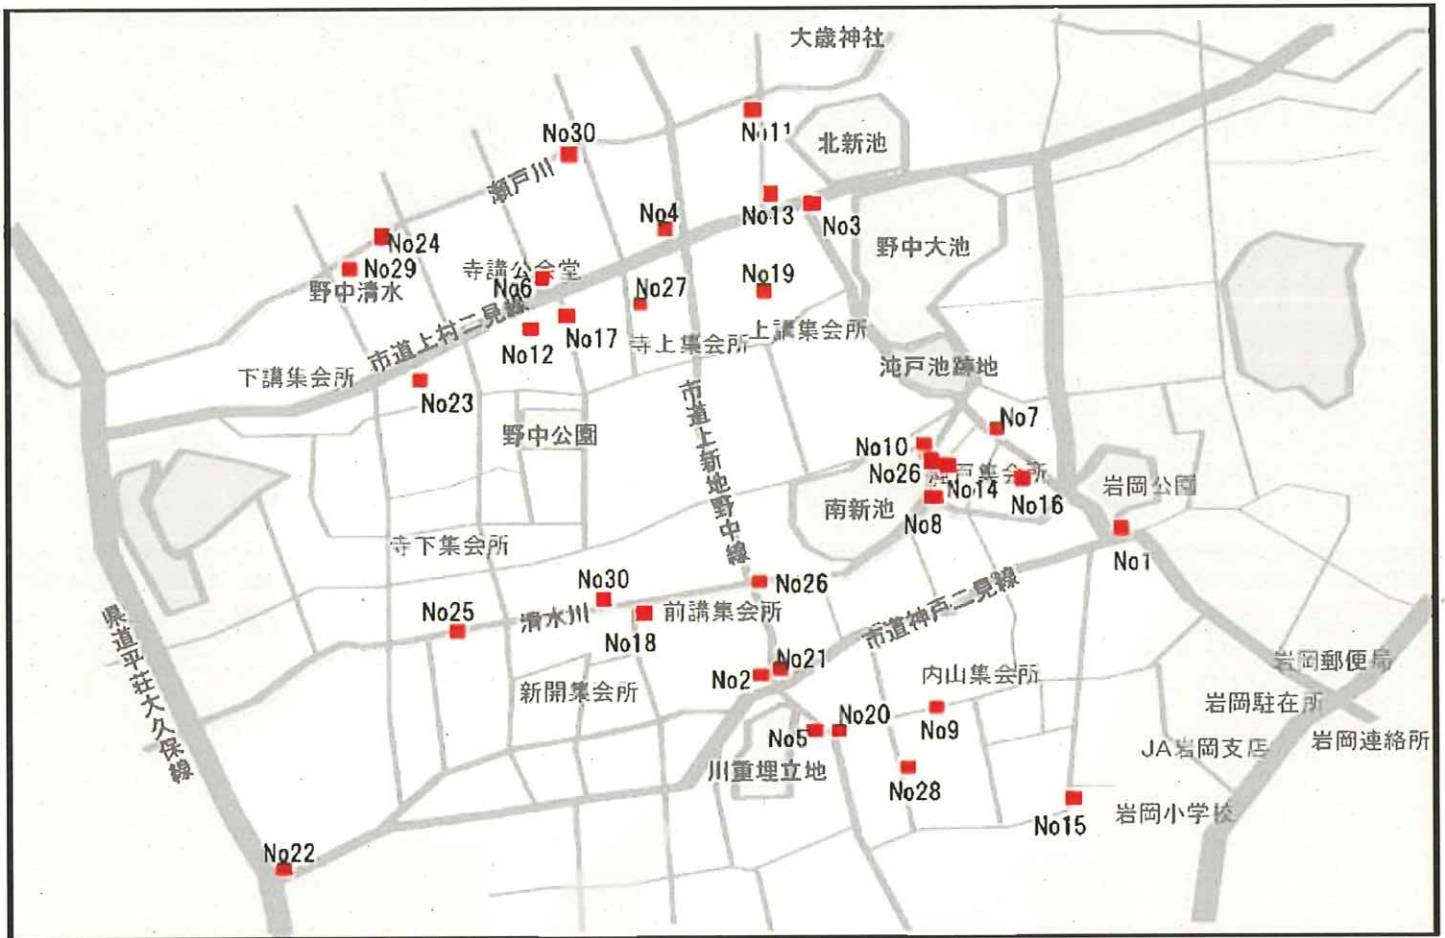 大歳神社
No11
北新池
No30
瀬戸川
No13
No3
No4
野中大池
No24
No29
野中清水
寺講公会堂
No6
No27
No19
市道上村二見線
No12
No17
寺上集会所
上講集会所
下講集会所
No23
沌戸池跡地
市道上新地野中線
No7
野中公園
No10
No26
沌戸集会所
No14
No16
岩岡公園
南新池
No8
No1
寺下集会所
No30
No26
No25
清水川
No18
前講集会所
市道神戸二見線
県道平荘大久保線
No2
No21
内山集会所
岩岡郵便局
新開集会所
岩岡駐在所
No5
No20
No9
JA岩岡支店
岩岡連絡所
川重埋立地
No28
No15
岩岡小学校
No22